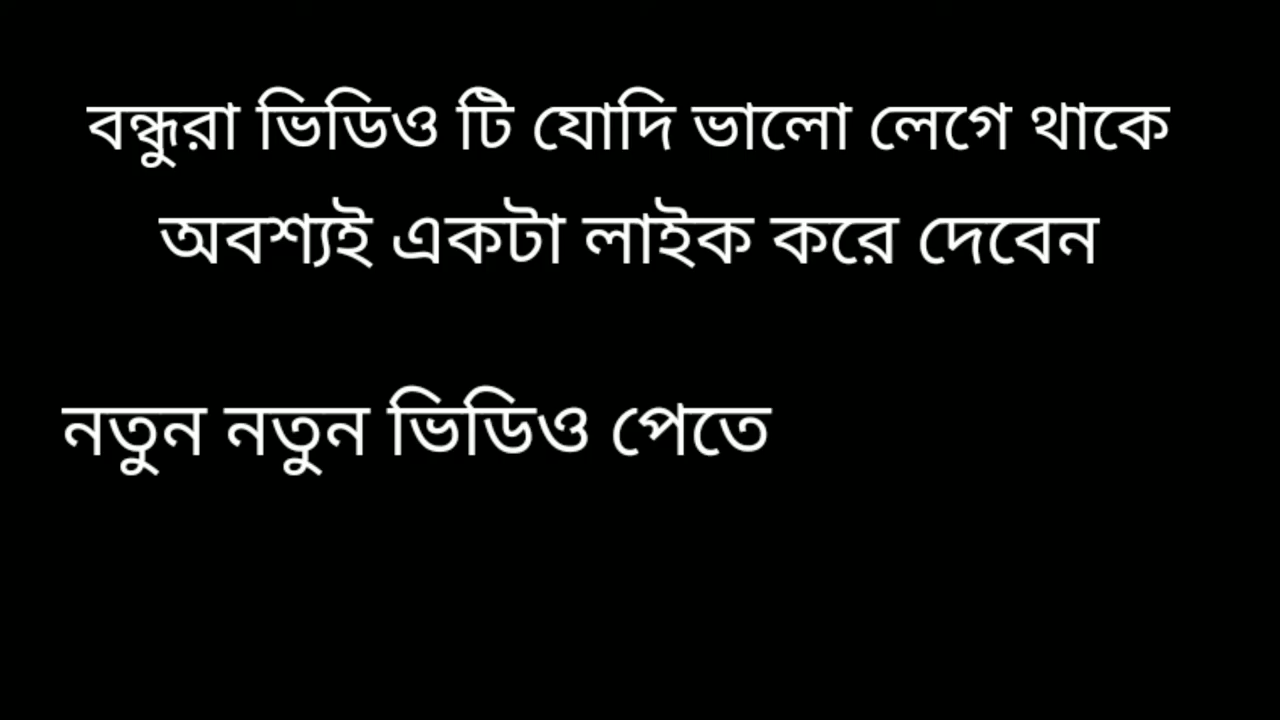 বন্ধুরা ভিডিও টি যোদি ভালো লেগে থাকে
অবশ্যই একটা লাইক করে দেবেন
নতুন নতুন ভিডিও পেতে